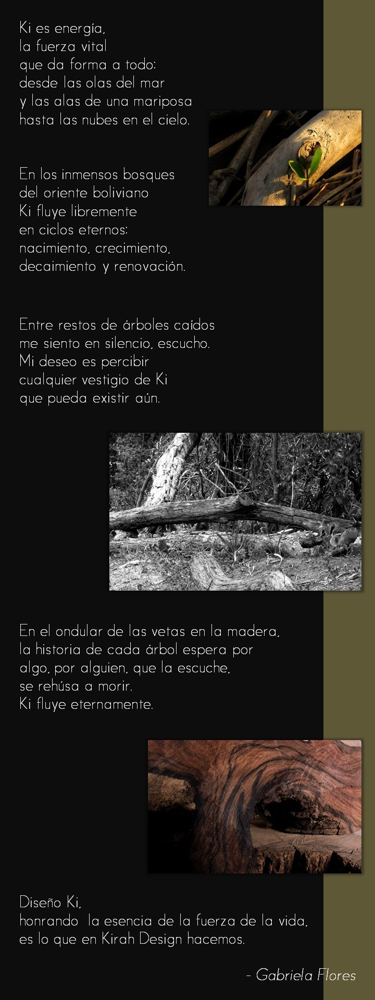 Ki es energía,
la fuerza vital
que da forma a todo:
desde las olas del mar
y las alas de una mariposa
hasta las nubes en el cielo.
En los inmensos bosques
del oriente boliviano
Ki fluye libremente
en ciclos eternos:
nacimiento, crecimiento,
decaimiento y renovación.
Entre restos de árboles caídos
me siento en silencio, escucho.
Mi deseo es percibir
cualquier vestigio de Ki
que pueda existir aún.
En el ondular de las vetas en la madera,
la historia de cada árbol espera por
algo, por alguien, que la escuche,
se rehúsa a morir.
Ki fluye eternamente.
Diseño Ki,
honrando la esencia de la fuerza de la vida,
es lo que en Kirah Design hacemos.
- Gabriela Flores